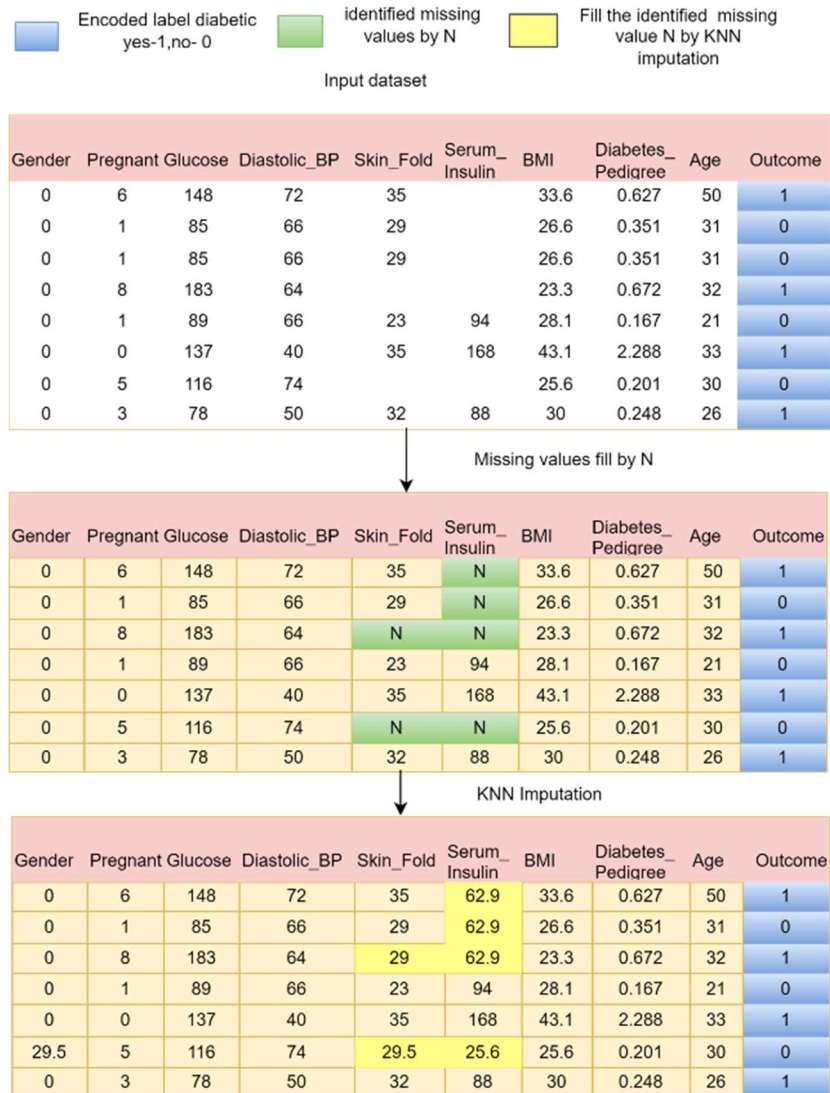 Encoded label diabetic
yes-1,no- 0
identified missing
values by N
Fill the identified missing
value N by KNN
imputation
Input dataset
Gender Pregnant Glucose Diastolic_BP Skin_Fold Serum_ Insulin BMI Diabetes_ Pedigree Age Outcome
0 6 148 72 35 33.6 0.627 50 1
0 1 85 66 29 26.6 0.351 31 0
0 1 85 66 29 26.6 0.351 31 0
0 8 183 64 23.3 0.672 32 1
0 1 89 66 23 94 28.1 0.167 21 0
0 0 137 40 35 168 43.1 2.288 33 1
0 5 116 74 25.6 0.201 30 0
0 3 78 50 32 88 30 0.248 26 1
Missing values fill by N
Gender Pregnant Glucose Diastolic_BP Skin_Fold Serum_ Insulin BMI Diabetes_ Pedigree Age Outcome
0 6 148 72 35 N 33.6 0.627 50 1
0 1 85 66 29 N 26.6 0.351 31 0
0 8 183 64 N N 23.3 0.672 32 1
0 1 89 66 23 94 28.1 0.167 21 0
0 0 137 40 35 168 43.1 2.288 33 1
0 5 116 74 N N 25.6 0.201 30 0
0 3 78 50 32 88 30 0.248 26 1
KNN Imputation
Gender Pregnant Glucose Diastolic_BP Skin_Fold Serum_ Insulin BMI Diabetes_ Pedigree Age Outcome
0 6 148 72 35 62.9 33.6 0.627 50 1
0 1 85 66 29 62.9 26.6 0.351 31 0
0 8 183 64 29 62.9 23.3 0.672 32 1
0 1 89 66 23 94 28.1 0.167 21 0
0 0 137 40 35 168 43.1 2.288 33 1
29.5 5 116 74 29.5 25.6 25.6 0.201 30 0
0 3 78 50 32 88 30 0.248 26 1